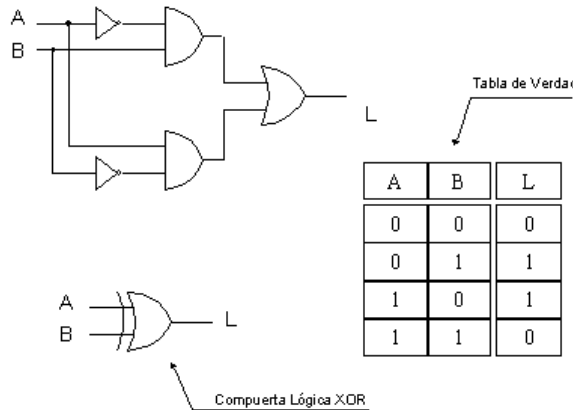 A
B
L
Tabla de Verdad
A B L
0 0 0
0 1 1
1 0 1
1 1 0
A
B
L
Compuerta Lógica XOR